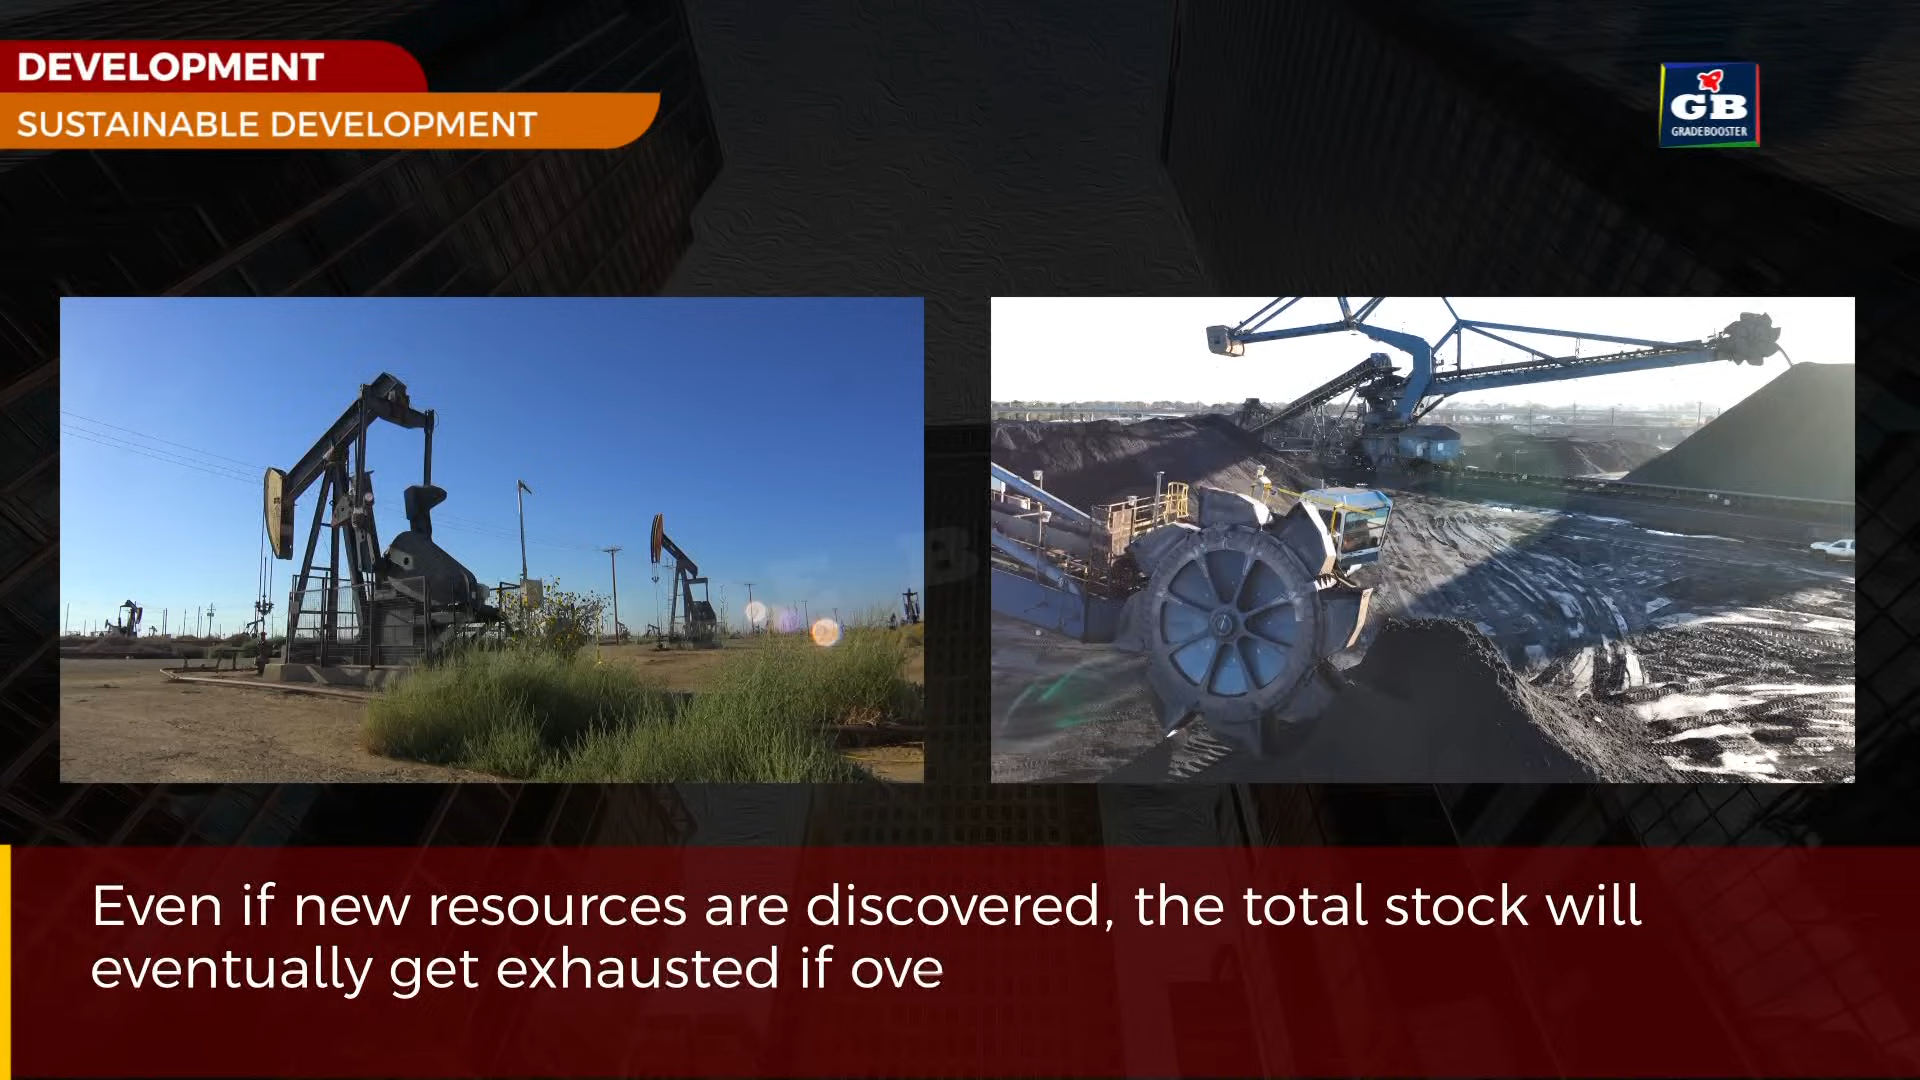 DEVELOPMENT
SUSTAINABLE DEVELOPMENT
GB
GRADEBOOSTER
Even if new resources are discovered, the total stock will
eventually get exhausted if ove